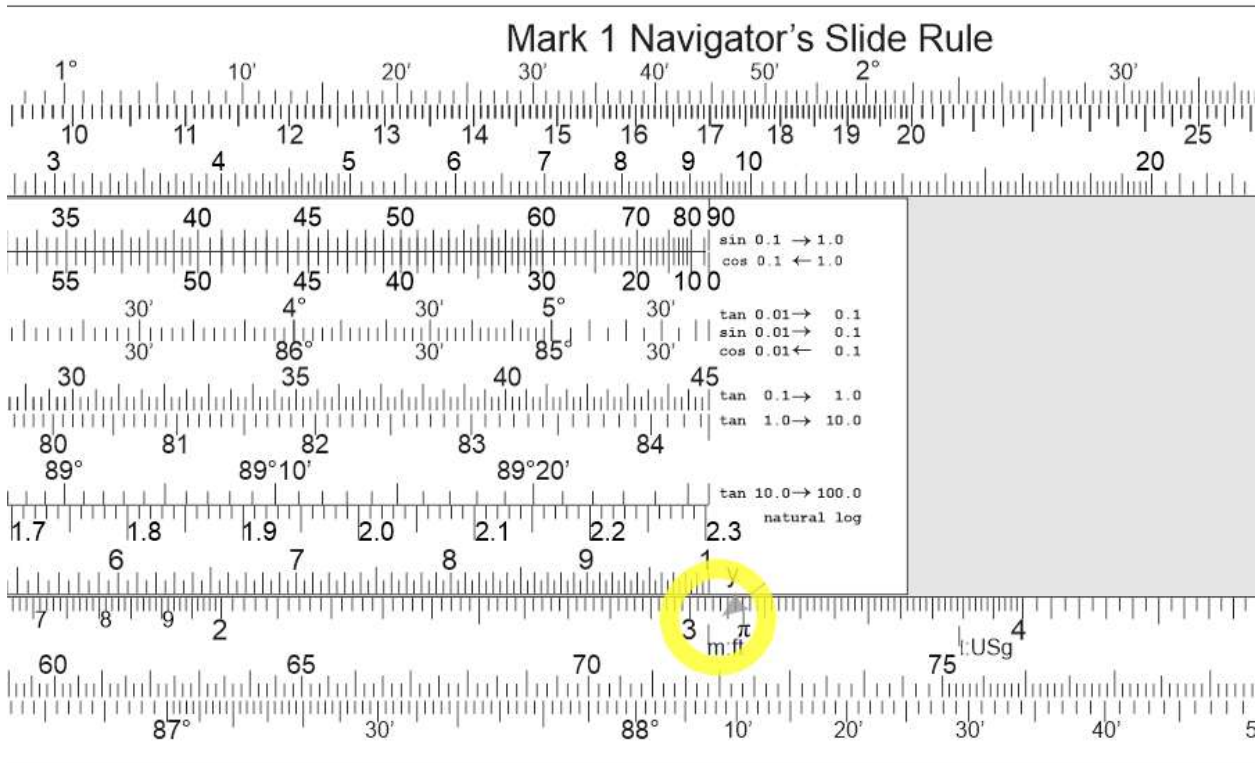 Mark 1 Navigator's Slide Rule
1° 10' 20' 30' 40' 50' 2° 30'
10 11 12 13 14 15 16 17 18 19 20 25
3 4 5 6 7 8 9 10 20
35 40 45 50 60 70 80 90
sin 0.1 → 1.0
cos 0.1 ← 1.0
55 50 45 40 30 20 10 0
30' 4° 30' 5° 30'
tan 0.01→ 0.1
sin 0.01→ 0.1
30' 86° 30' 85° 30'
cos 0.01← 0.1
30 35 40 45
tan 0.1→ 1.0
tan 1.0→ 10.0
80 81 82 83 84
89° 89°10' 89°20'
tan 10.0→100.0
natural log
1.7 1.8 1.9 2.0 2.1 2.2 2.3
6 7 8 9 1
y
7 8 9 2 3 π 4
m:ft l:USg
60 65 70 75
87° 30' 88° 10' 20' 30' 40' 5